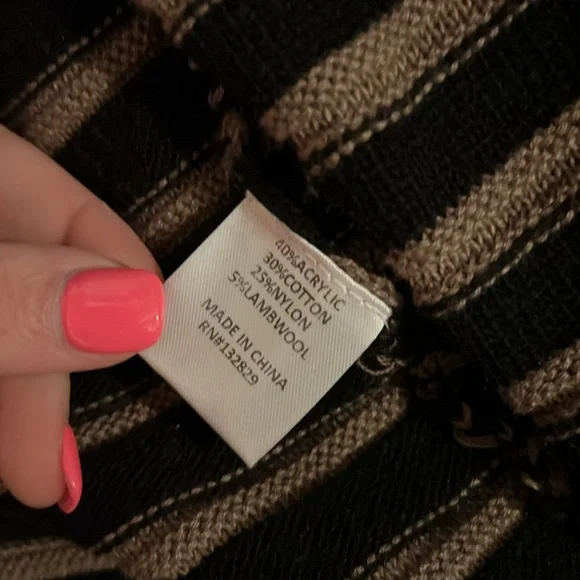 40%ACRYLIC
30%COTTON
25%NYLON
5%LAMBWOOL
MADE IN CHINA
RN#132829